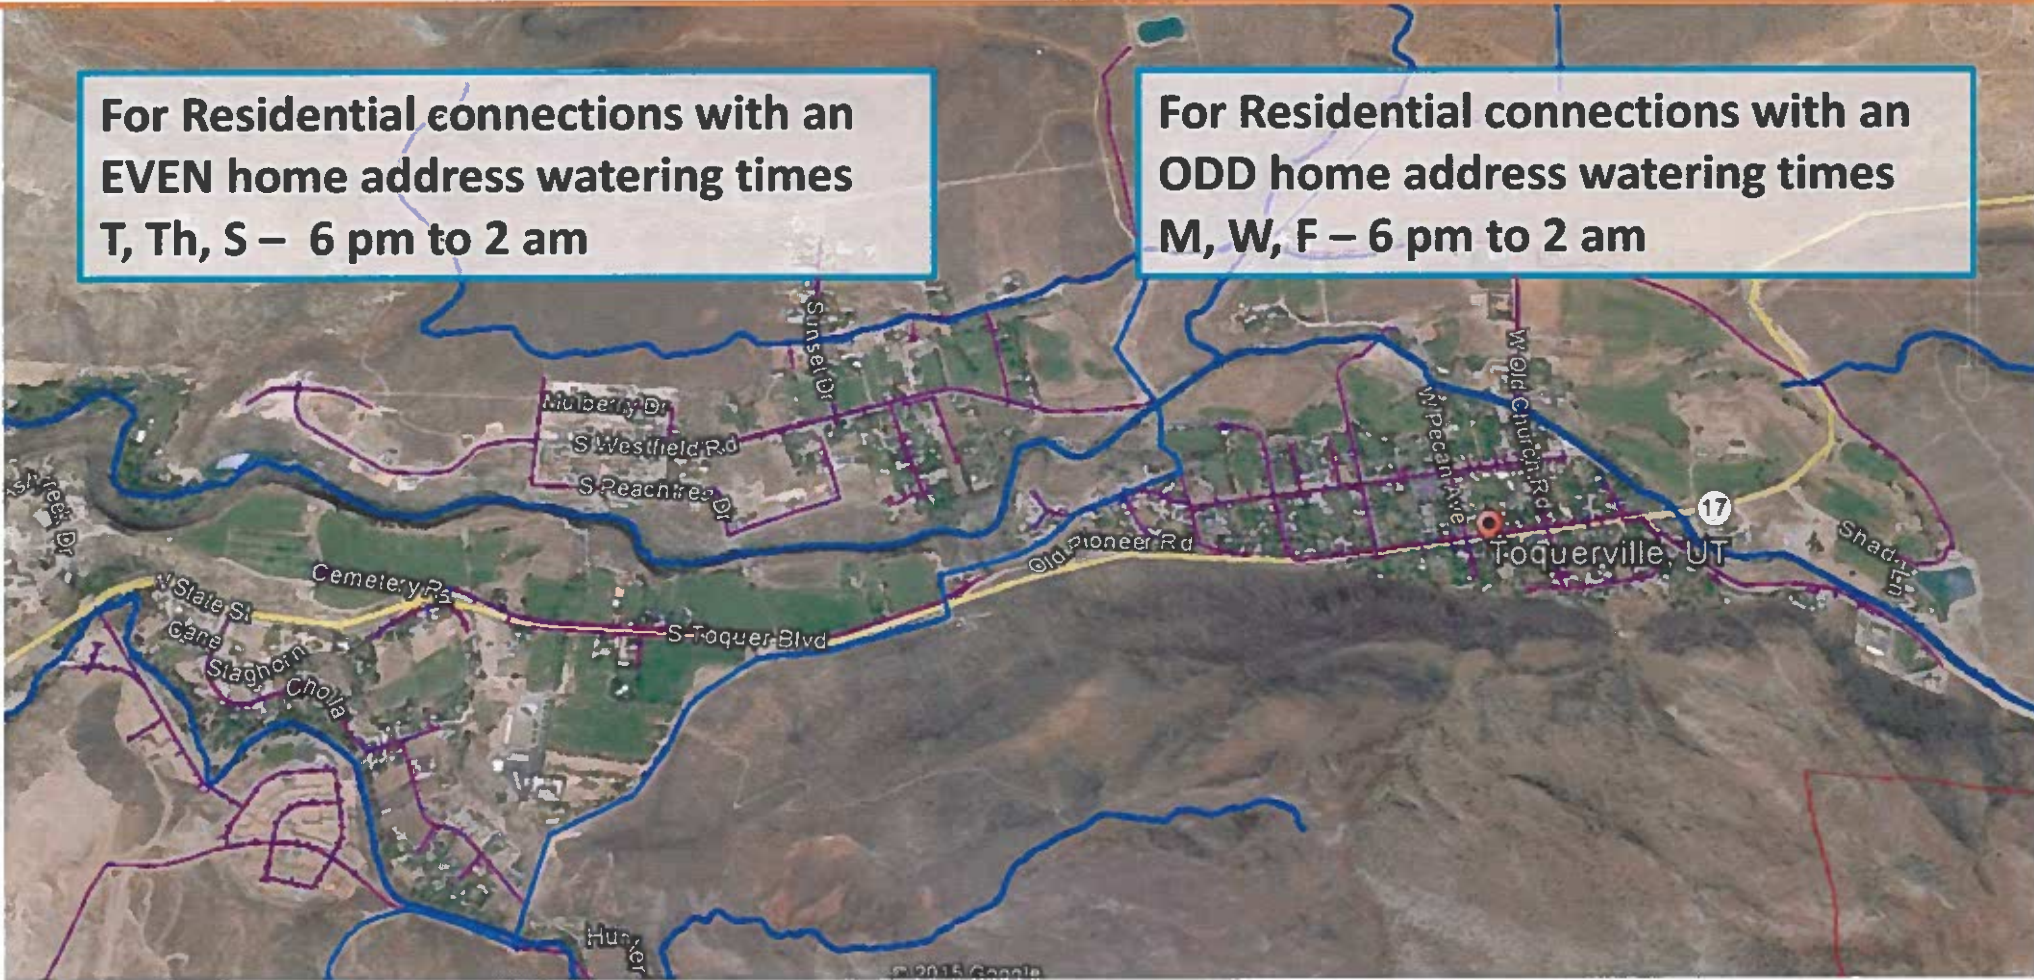 For Residential connections with an
EVEN home address watering times
T, Th, S – 6 pm to 2 am
For Residential connections with an
ODD home address watering times
M, W, F – 6 pm to 2 am
Sunset Dr
Mulberry Dr
S Westfield Rd
S Peachtree Dr
W Pecan Ave
W Old Church Rd
17
Toquerville, UT
Shady Ln
Old Pioneer Rd
Cemetery Rd
State St
S Toquer Blvd
Cane
Staghorn
Cholla
© 2015 Google